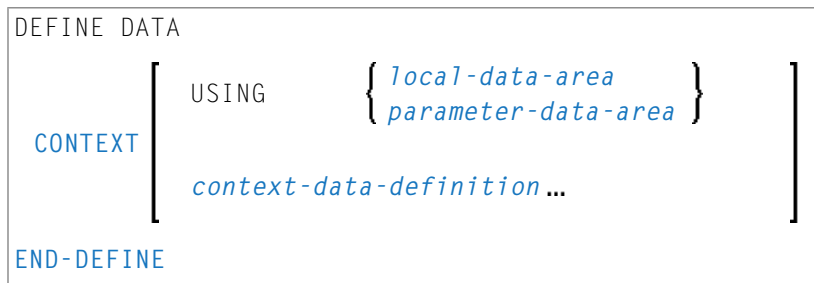 DEFINE DATA
USING { local-data-area
parameter-data-area }
CONTEXT [
context-data-definition ... ]
END-DEFINE